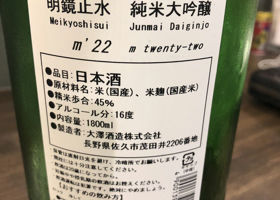 明鏡止水 純米大吟醸
Meikyoshisui Junmai Daiginjo
m'22 m twenty-two
●品目：日本酒
●原材料名：米（国産）、米麹（国産米）
●精米歩合：45%
●アルコール分：16度
●内容量：1800ml
●製造者：大澤酒造株式会社
長野県佐久市茂田井2206番地